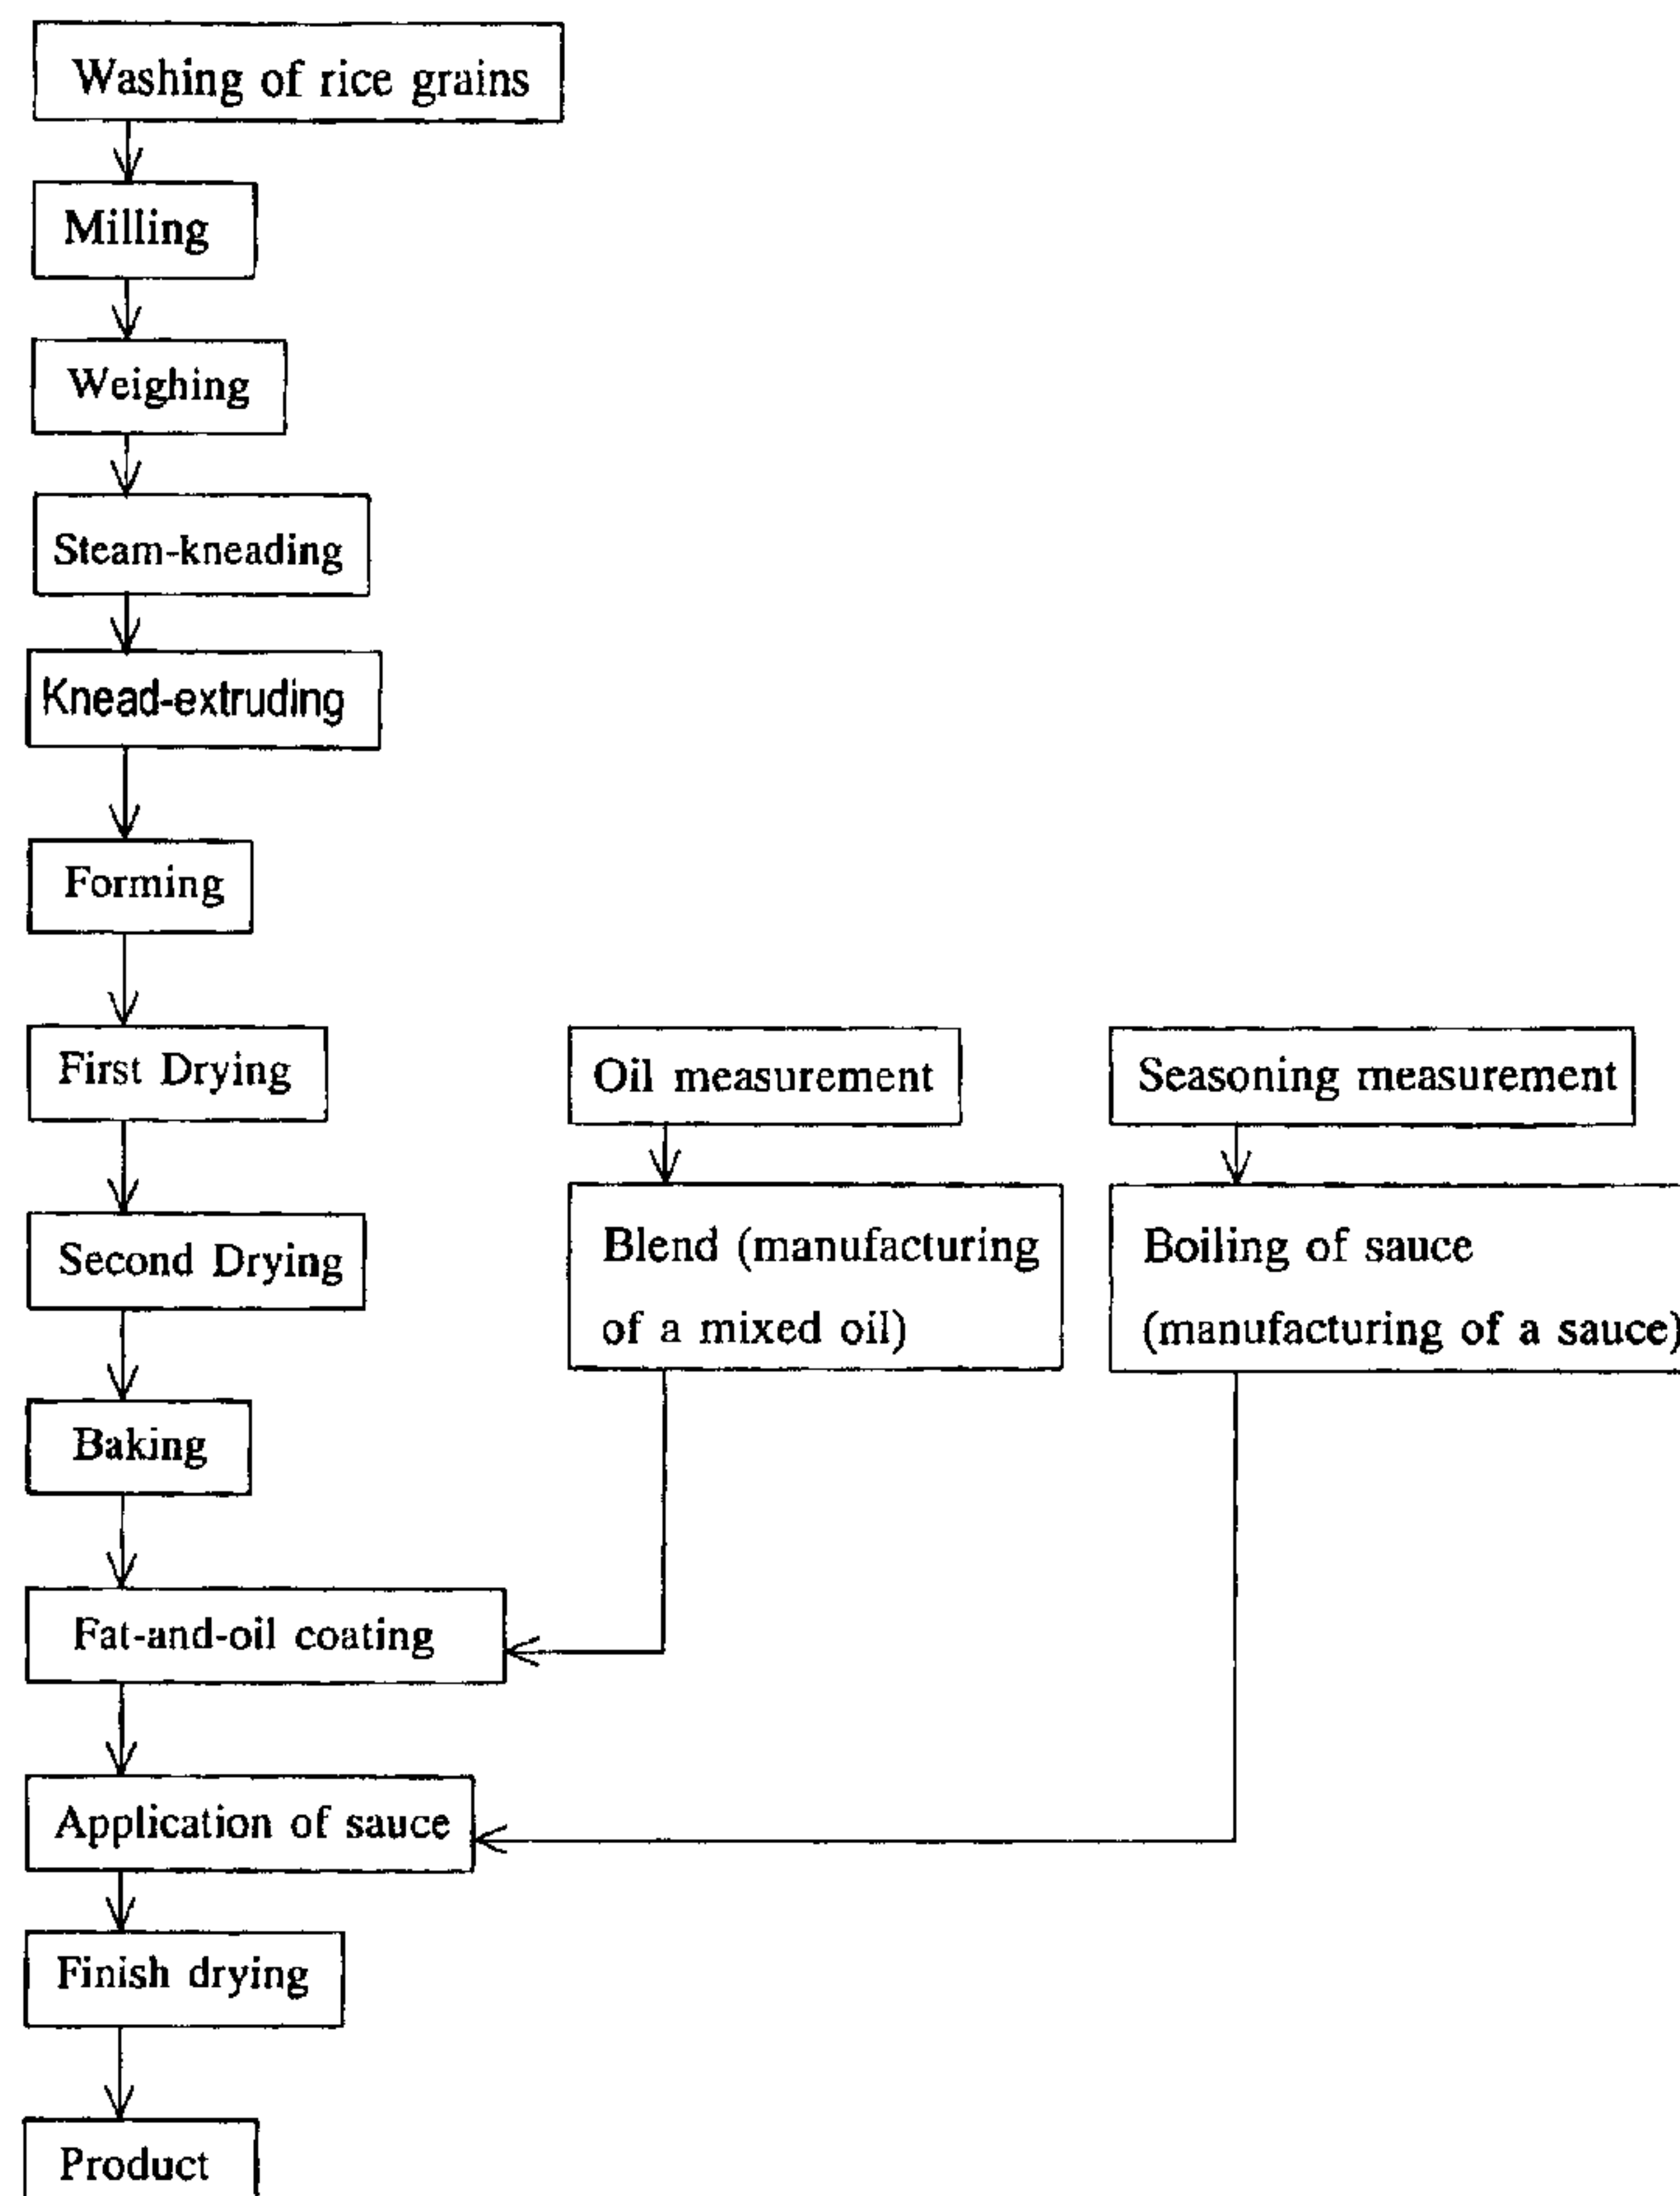 Washing of rice grains
Milling
Weighing
Steam-kneading
Knead-extruding
Forming
First Drying
Second Drying
Baking
Fat-and-oil coating
Application of sauce
Finish drying
Product
Oil measurement
Blend (manufacturing
of a mixed oil)
Seasoning measurement
Boiling of sauce
(manufacturing of a sauce)